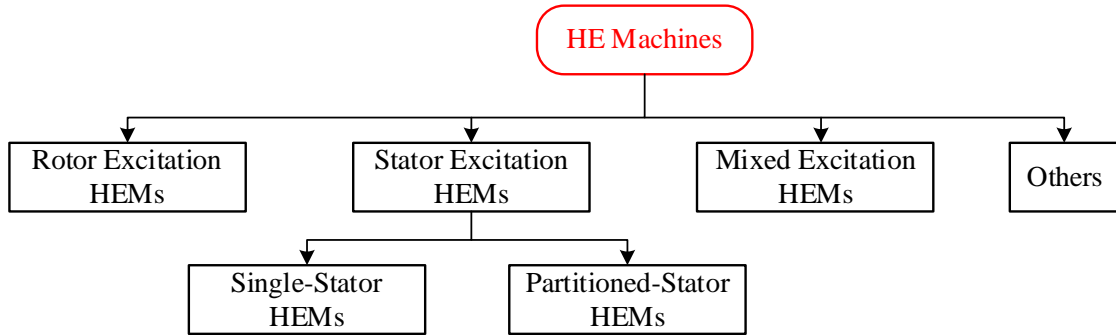 HE Machines
Rotor Excitation
HEMs
Stator Excitation
HEMs
Mixed Excitation
HEMs
Others
Single-Stator
HEMs
Partitioned-Stator
HEMs